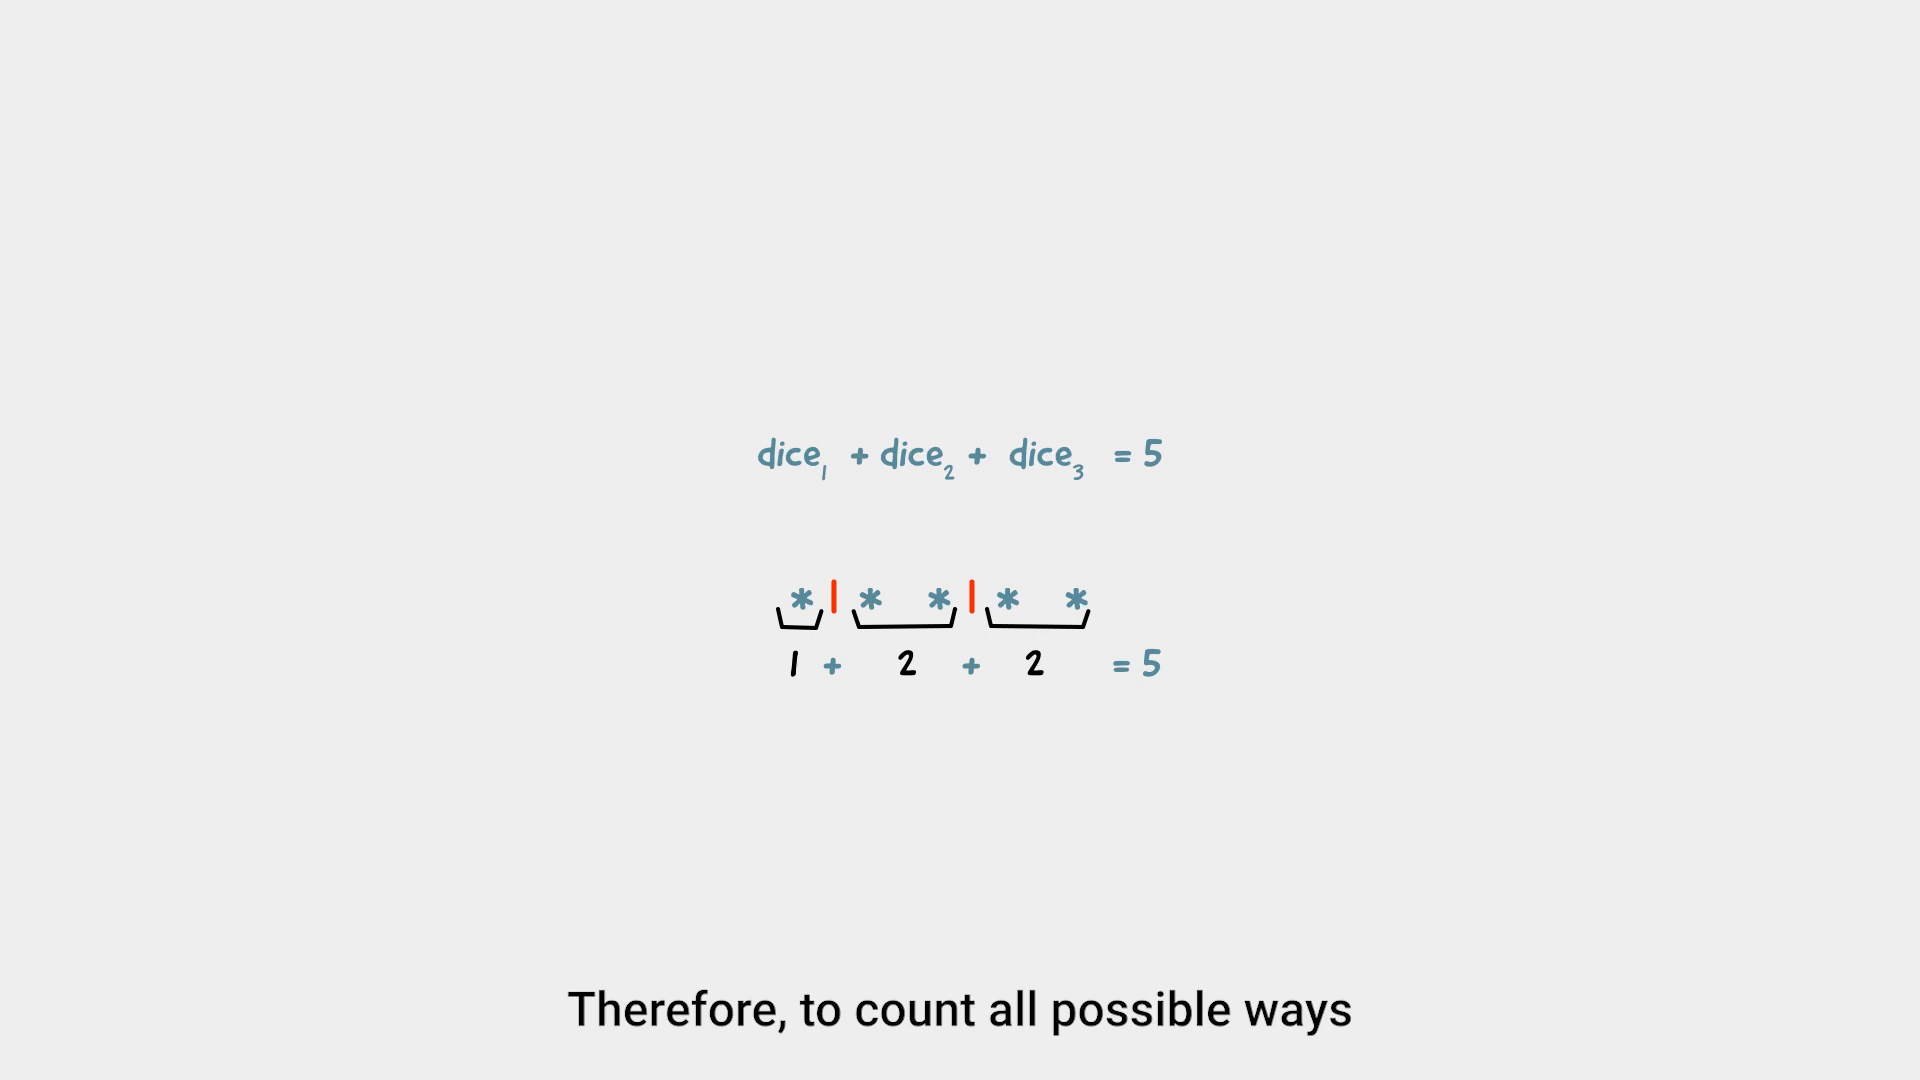 dice₁ + dice₂ + dice₃ = 5
* | * * | * *
1 + 2 + 2 = 5
Therefore, to count all possible ways